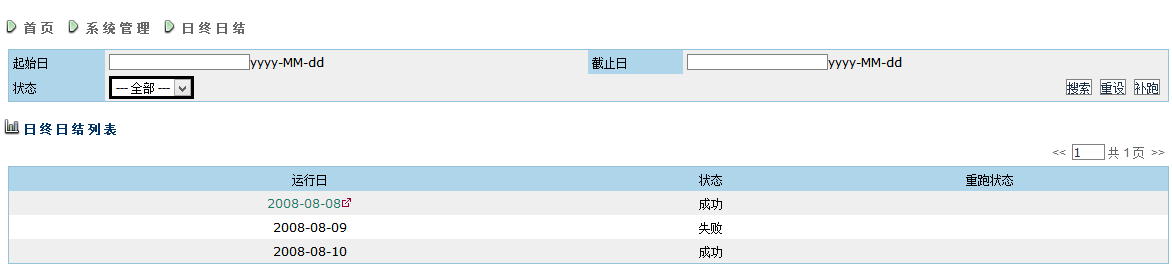 首页 系统管理 日终日结
起始日 yyyy-MM-dd 截止日 yyyy-MM-dd
状态 --- 全部 --- 搜索 重设 补跑
日终日结列表
<< 1 共 1 页 >>
运行日 状态 重跑状态
2008-08-08 成功
2008-08-09 失败
2008-08-10 成功